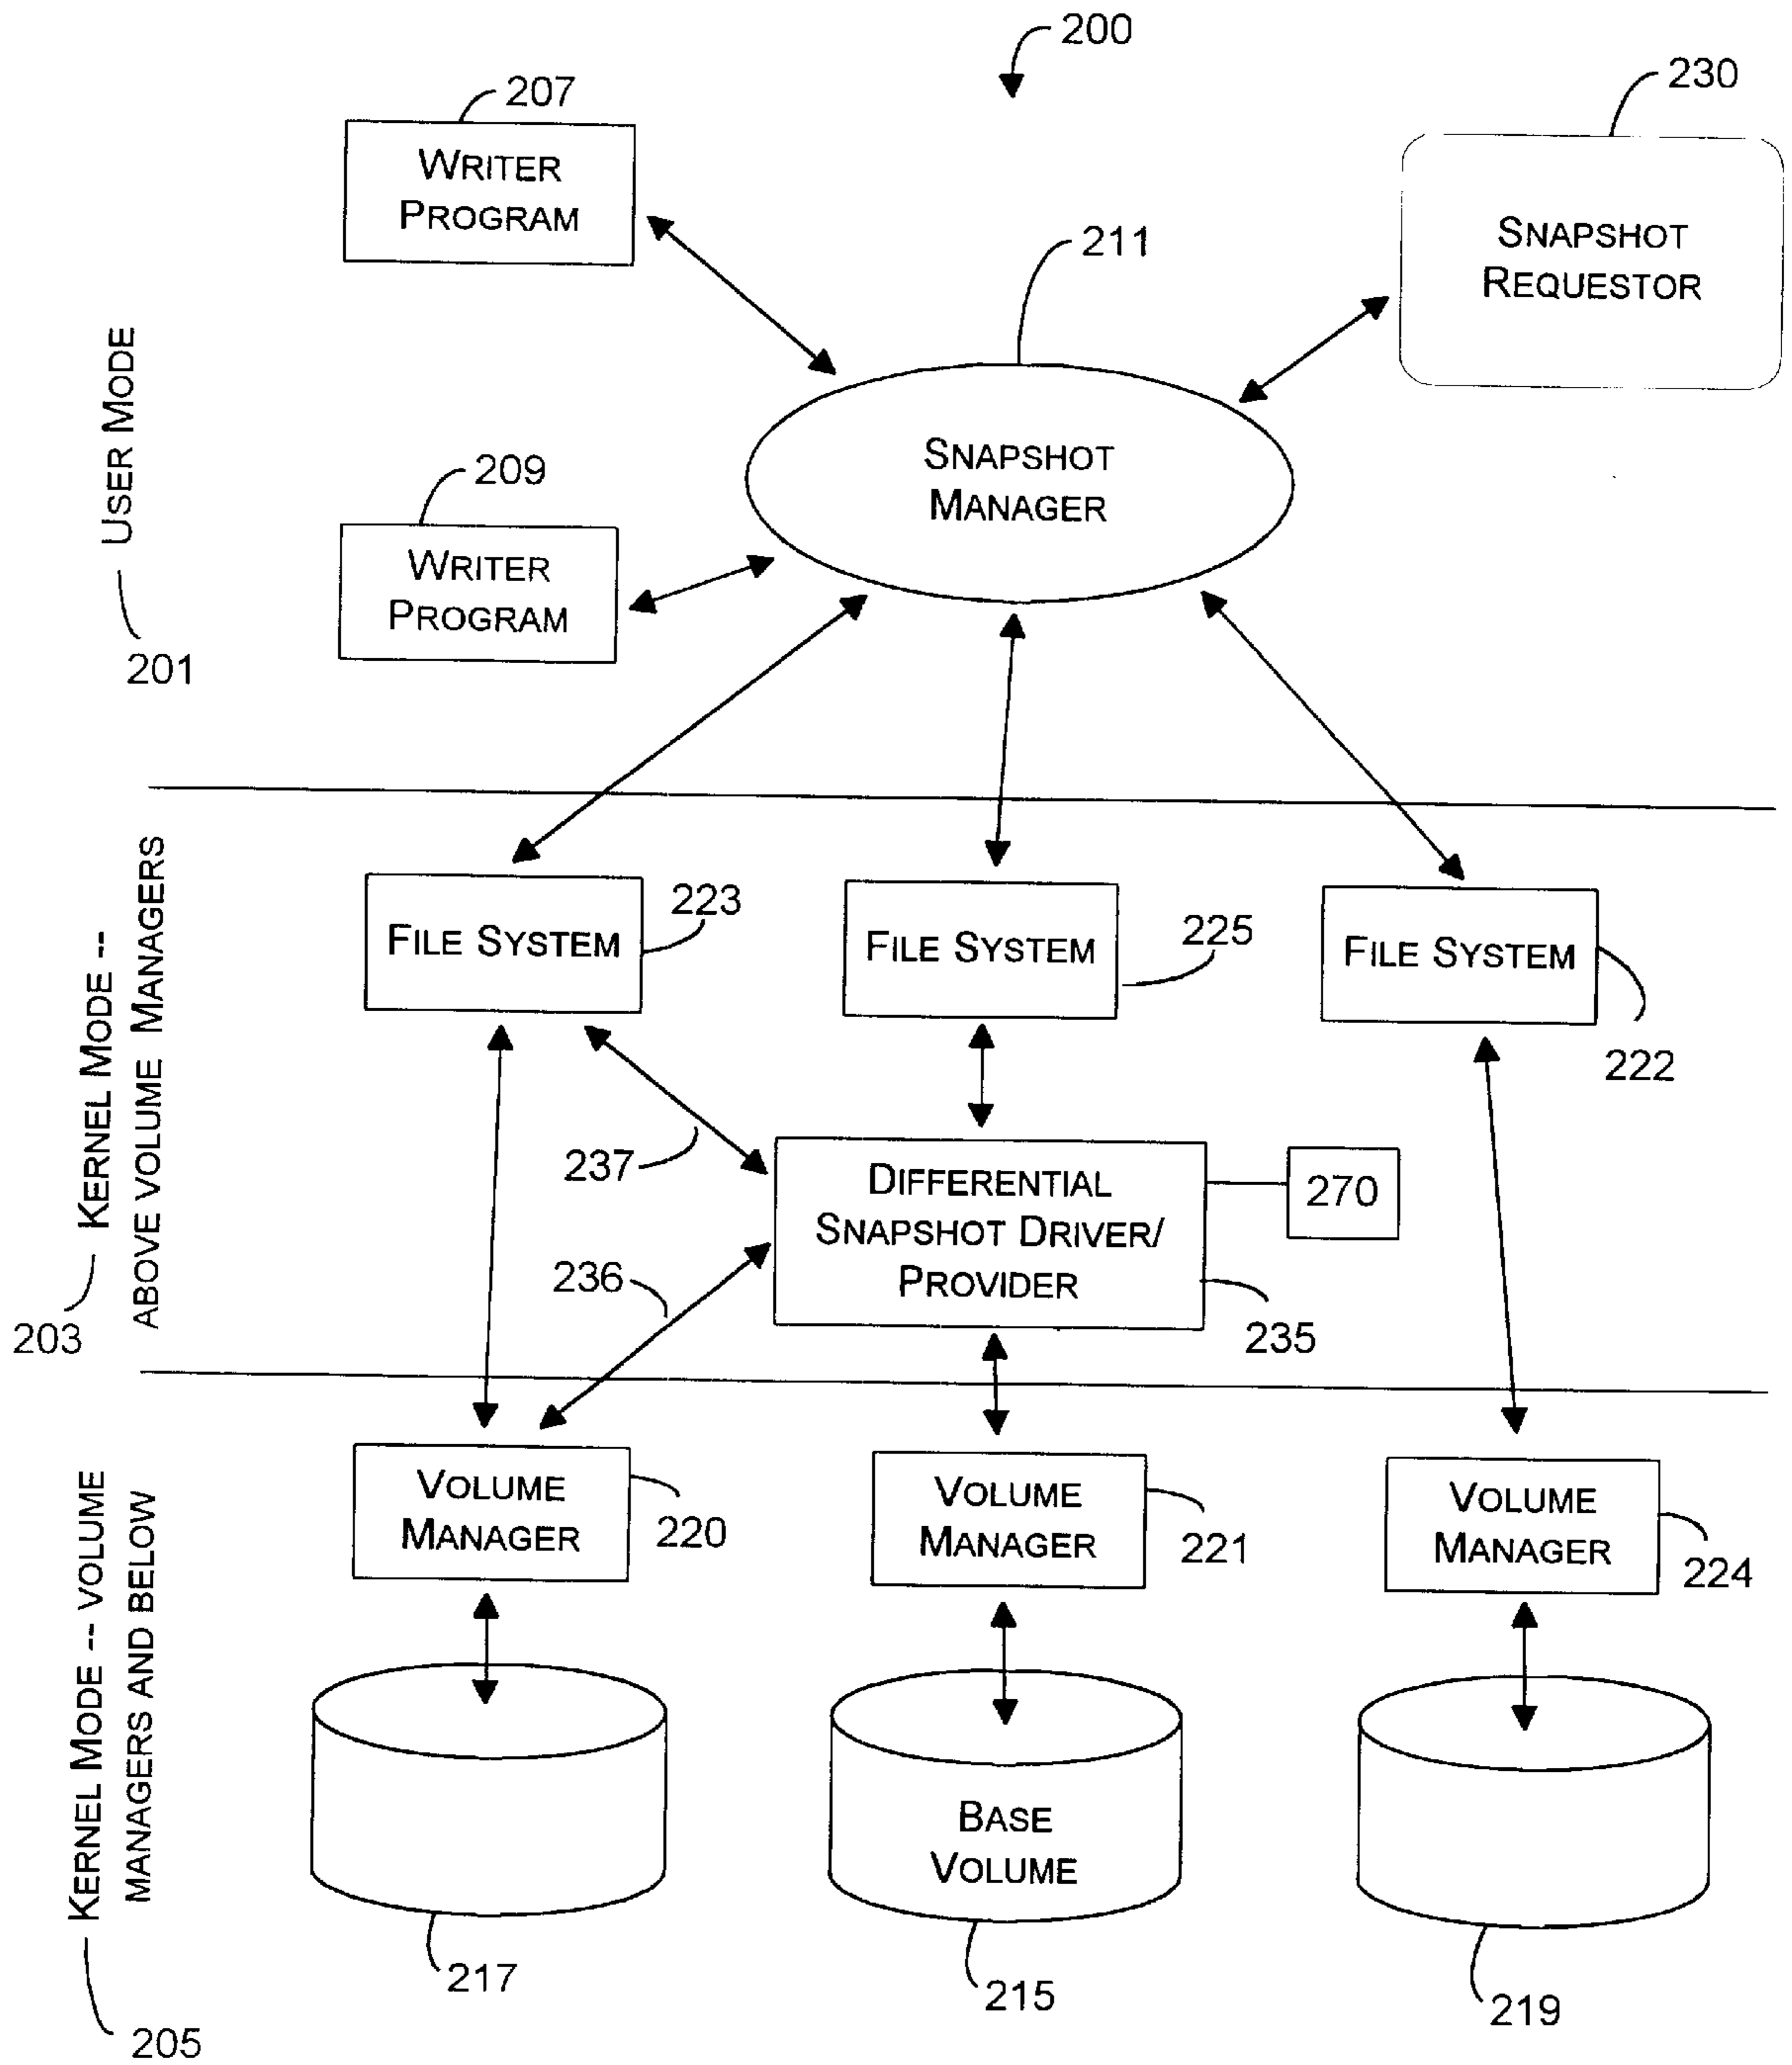 200
207
230
WRITER
PROGRAM
SNAPSHOT
REQUESTOR
211
USER MODE
201
SNAPSHOT
MANAGER
209
WRITER
PROGRAM
KERNEL MODE --
ABOVE VOLUME MANAGERS
203
FILE SYSTEM
223
FILE SYSTEM
225
FILE SYSTEM
222
237
DIFFERENTIAL
SNAPSHOT DRIVER/
PROVIDER
270
236
235
KERNEL MODE -- VOLUME
MANAGERS AND BELOW
205
VOLUME
MANAGER
220
VOLUME
MANAGER
221
VOLUME
MANAGER
224
BASE
VOLUME
217
215
219